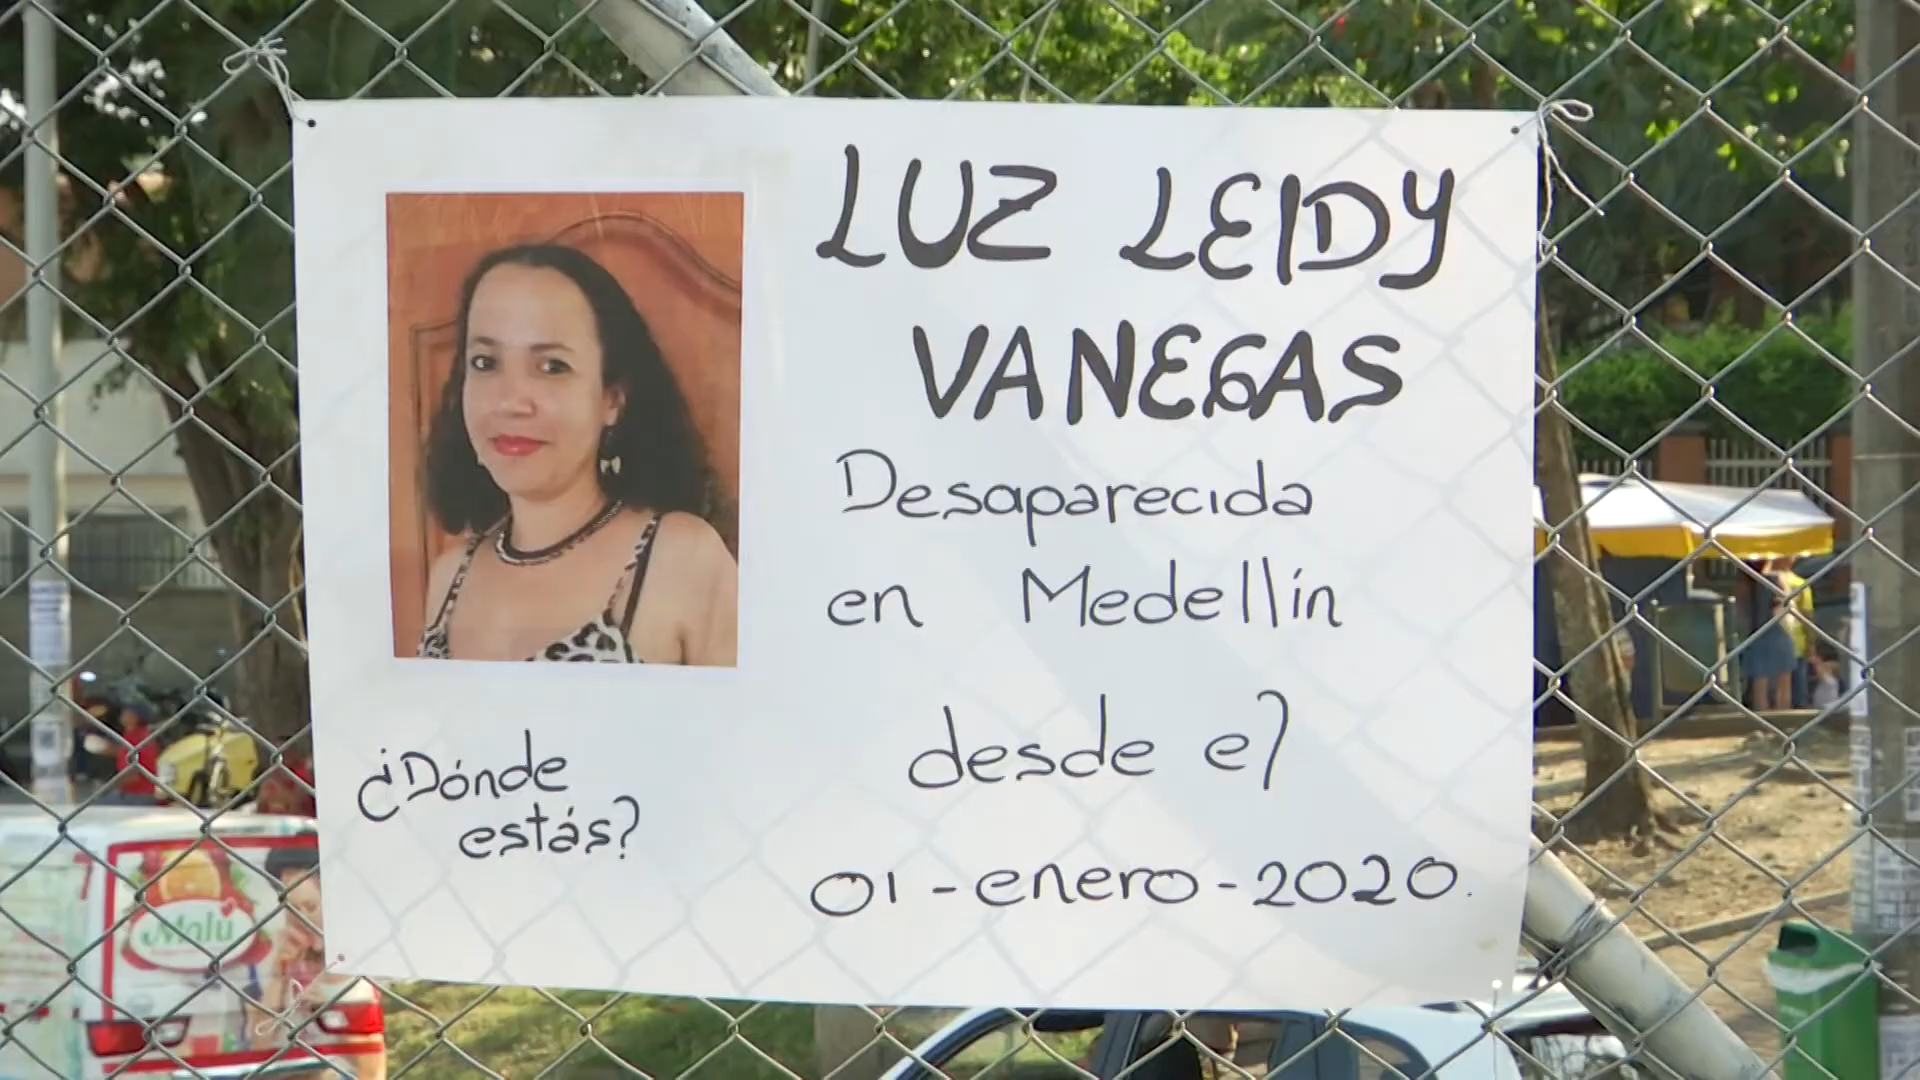 LUZ LEIDY
VANEGAS
Desaparecida
en Medellín
desde el
01-enero-2020.
¿Dónde
estás?
Malú